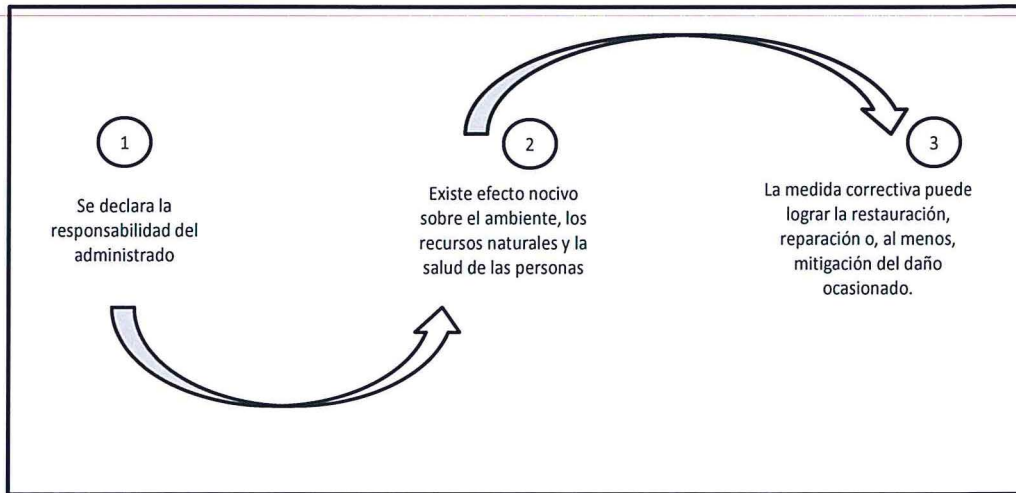 1
Se declara la
responsabilidad del
administrado
2
Existe efecto nocivo
sobre el ambiente, los
recursos naturales y la
salud de las personas
3
La medida correctiva puede
lograr la restauración,
reparación o, al menos,
mitigación del daño
ocasionado.